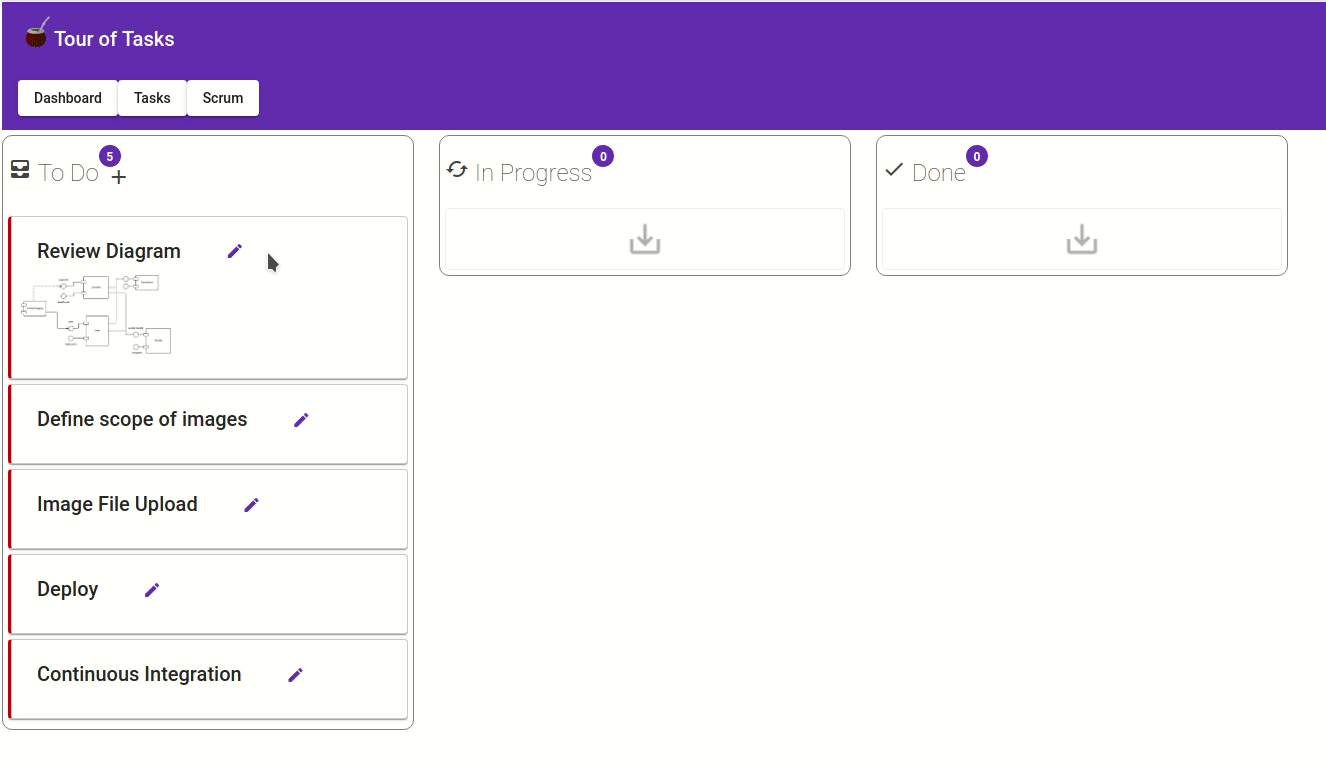 Tour of Tasks
Dashboard
Tasks
Scrum
To Do
5
In Progress
0
Done
0
Review Diagram
Define scope of images
Image File Upload
Deploy
Continuous Integration